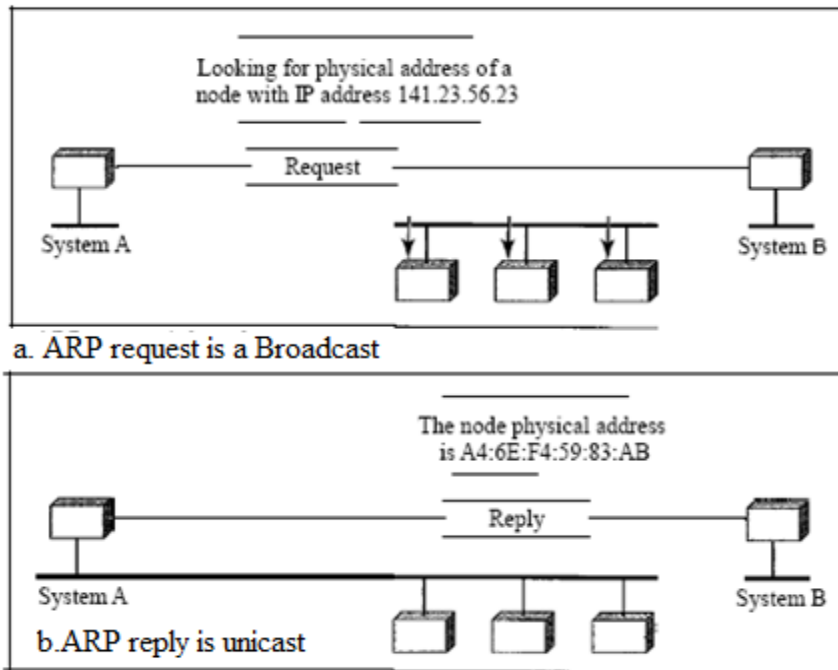 Looking for physical address of a
node with IP address 141.23.56.23
Request
System A
System B
a. ARP request is a Broadcast
The node physical address
is A4:6E:F4:59:83:AB
Reply
System A
System B
b.ARP reply is unicast